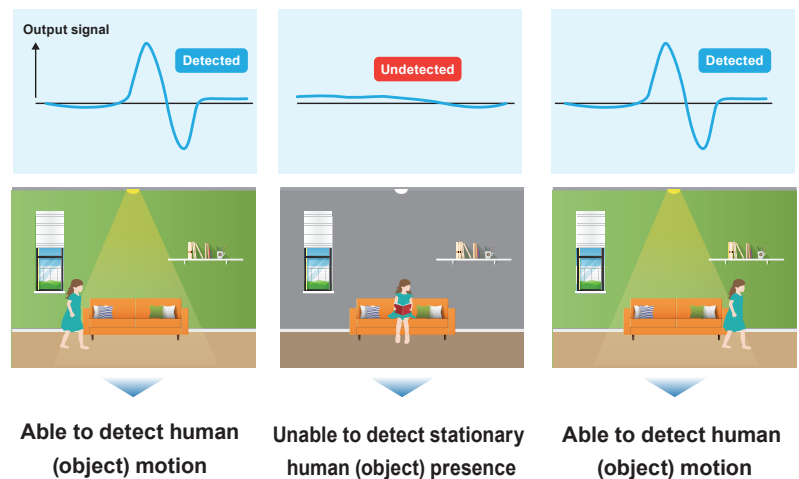 Output signal
Detected
Undetected
Detected
Able to detect human
(object) motion
Unable to detect stationary
human (object) presence
Able to detect human
(object) motion